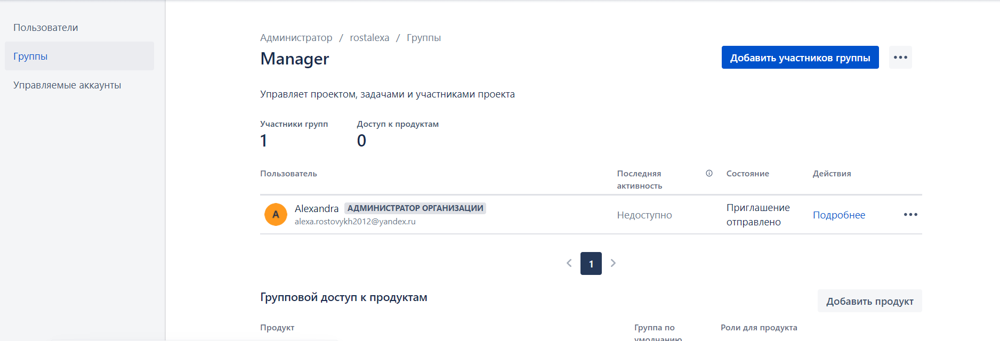 Пользователи
Группы
Управляемые аккаунты
Администратор / rostalexa / Группы
Manager
Добавить участников группы
Управляет проектом, задачами и участниками проекта
Участники групп
Доступ к продуктам
1
0
Пользователь
Последняя активность
Состояние
Действия
A
Alexandra АДМИНИСТРАТОР ОРГАНИЗАЦИИ
alexa.rostovykh2012@yandex.ru
Недоступно
Приглашение отправлено
Подробнее
1
Групповой доступ к продуктам
Добавить продукт
Продукт
Группа по умолчанию
Роли для продукта